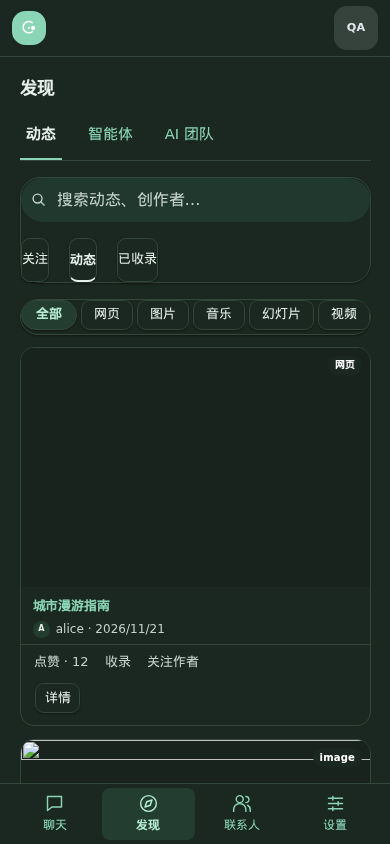 QA
发现
动态 智能体 AI 团队
搜索动态、创作者...
关注 动态 已收录
全部 网页 图片 音乐 幻灯片 视频
网页
城市漫游指南
A alice · 2026/11/21
点赞 · 12 收录 关注作者
详情
image
聊天 发现 联系人 设置